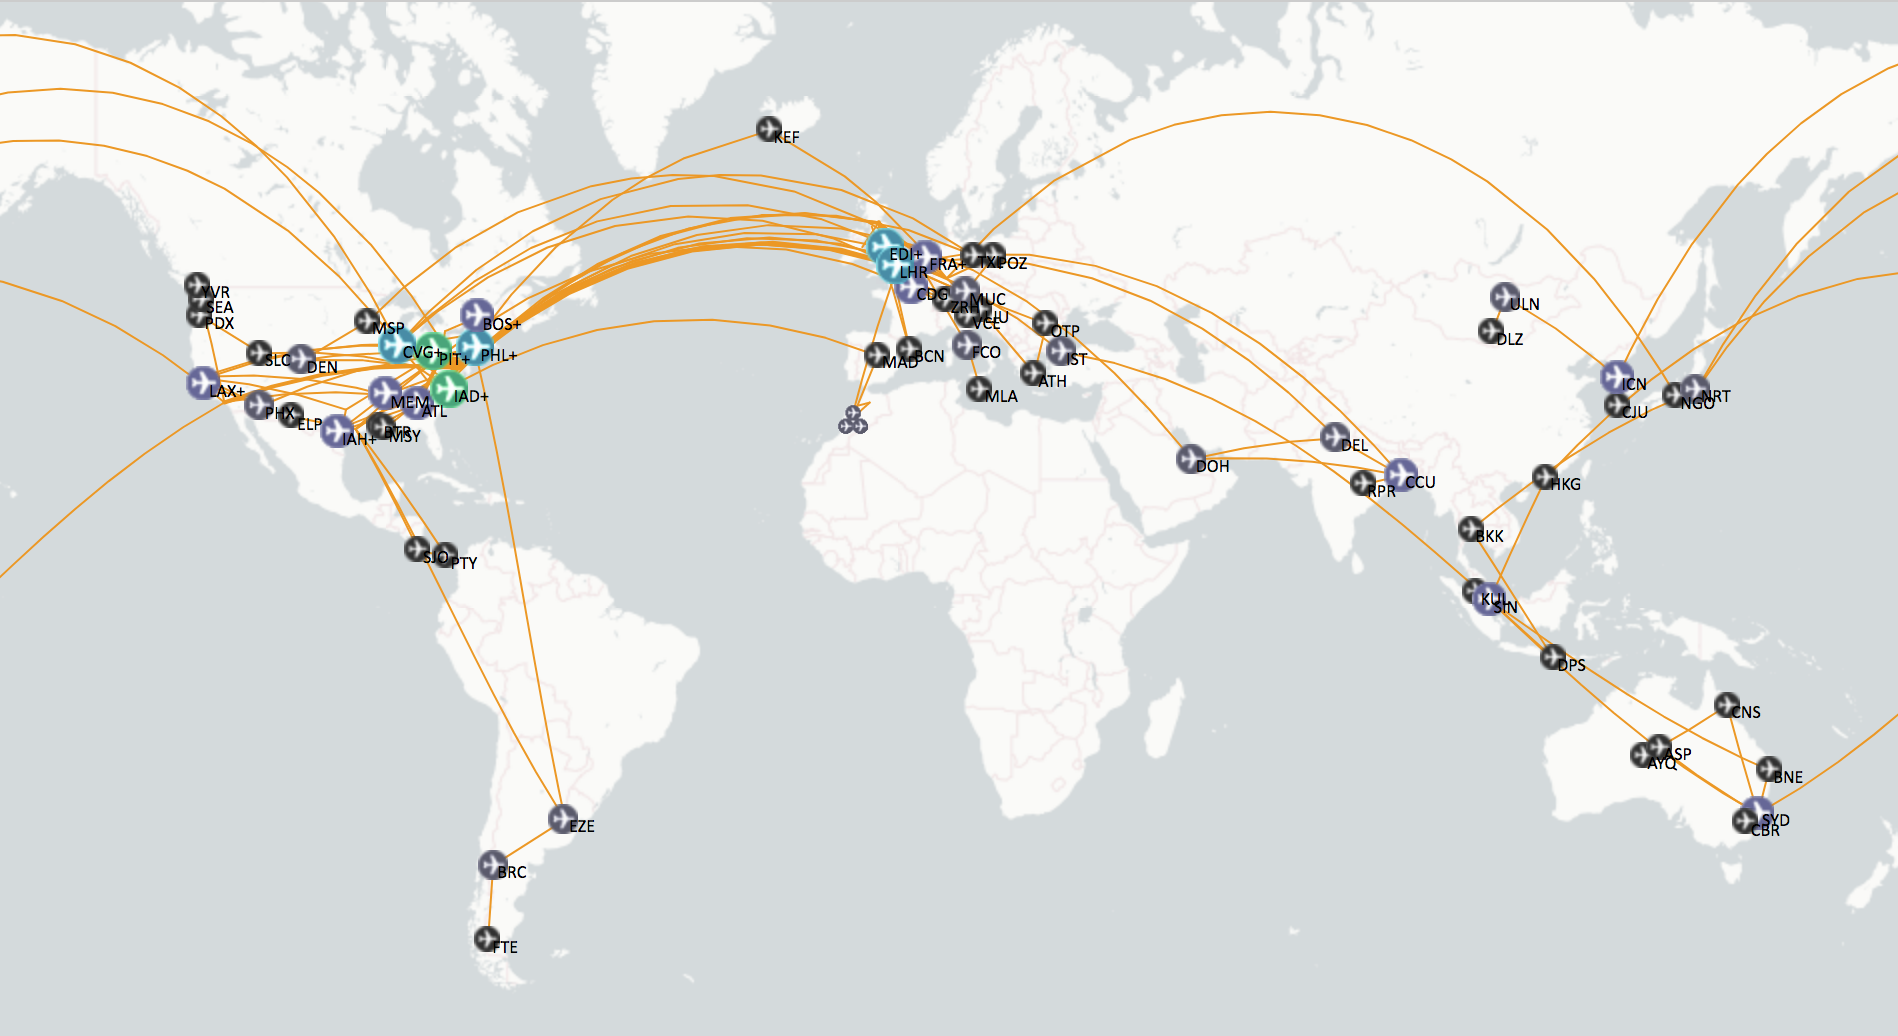 KEF
EDI+
LHR
FRA+
TXL
POZ
CDG
ZRH
MUC
LJU
VCE
OTP
IST
FCO
MAD
BCN
ATH
MLA
YVR
SEA
PDX
MSP
BOS+
SLC
DEN
CVG+
PIT+
PHL+
LAX+
PHX
ELP
MEM
ATL
IAD+
IAH+
BTR
MSY
SJO
PTY
EZE
BRC
FTE
DOH
DEL
RPR
CCU
ULN
DLZ
ICN
CJU
NGO
NRT
HKG
BKK
KUL
SIN
DPS
CNS
ASP
AYQ
BNE
SYD
CBR